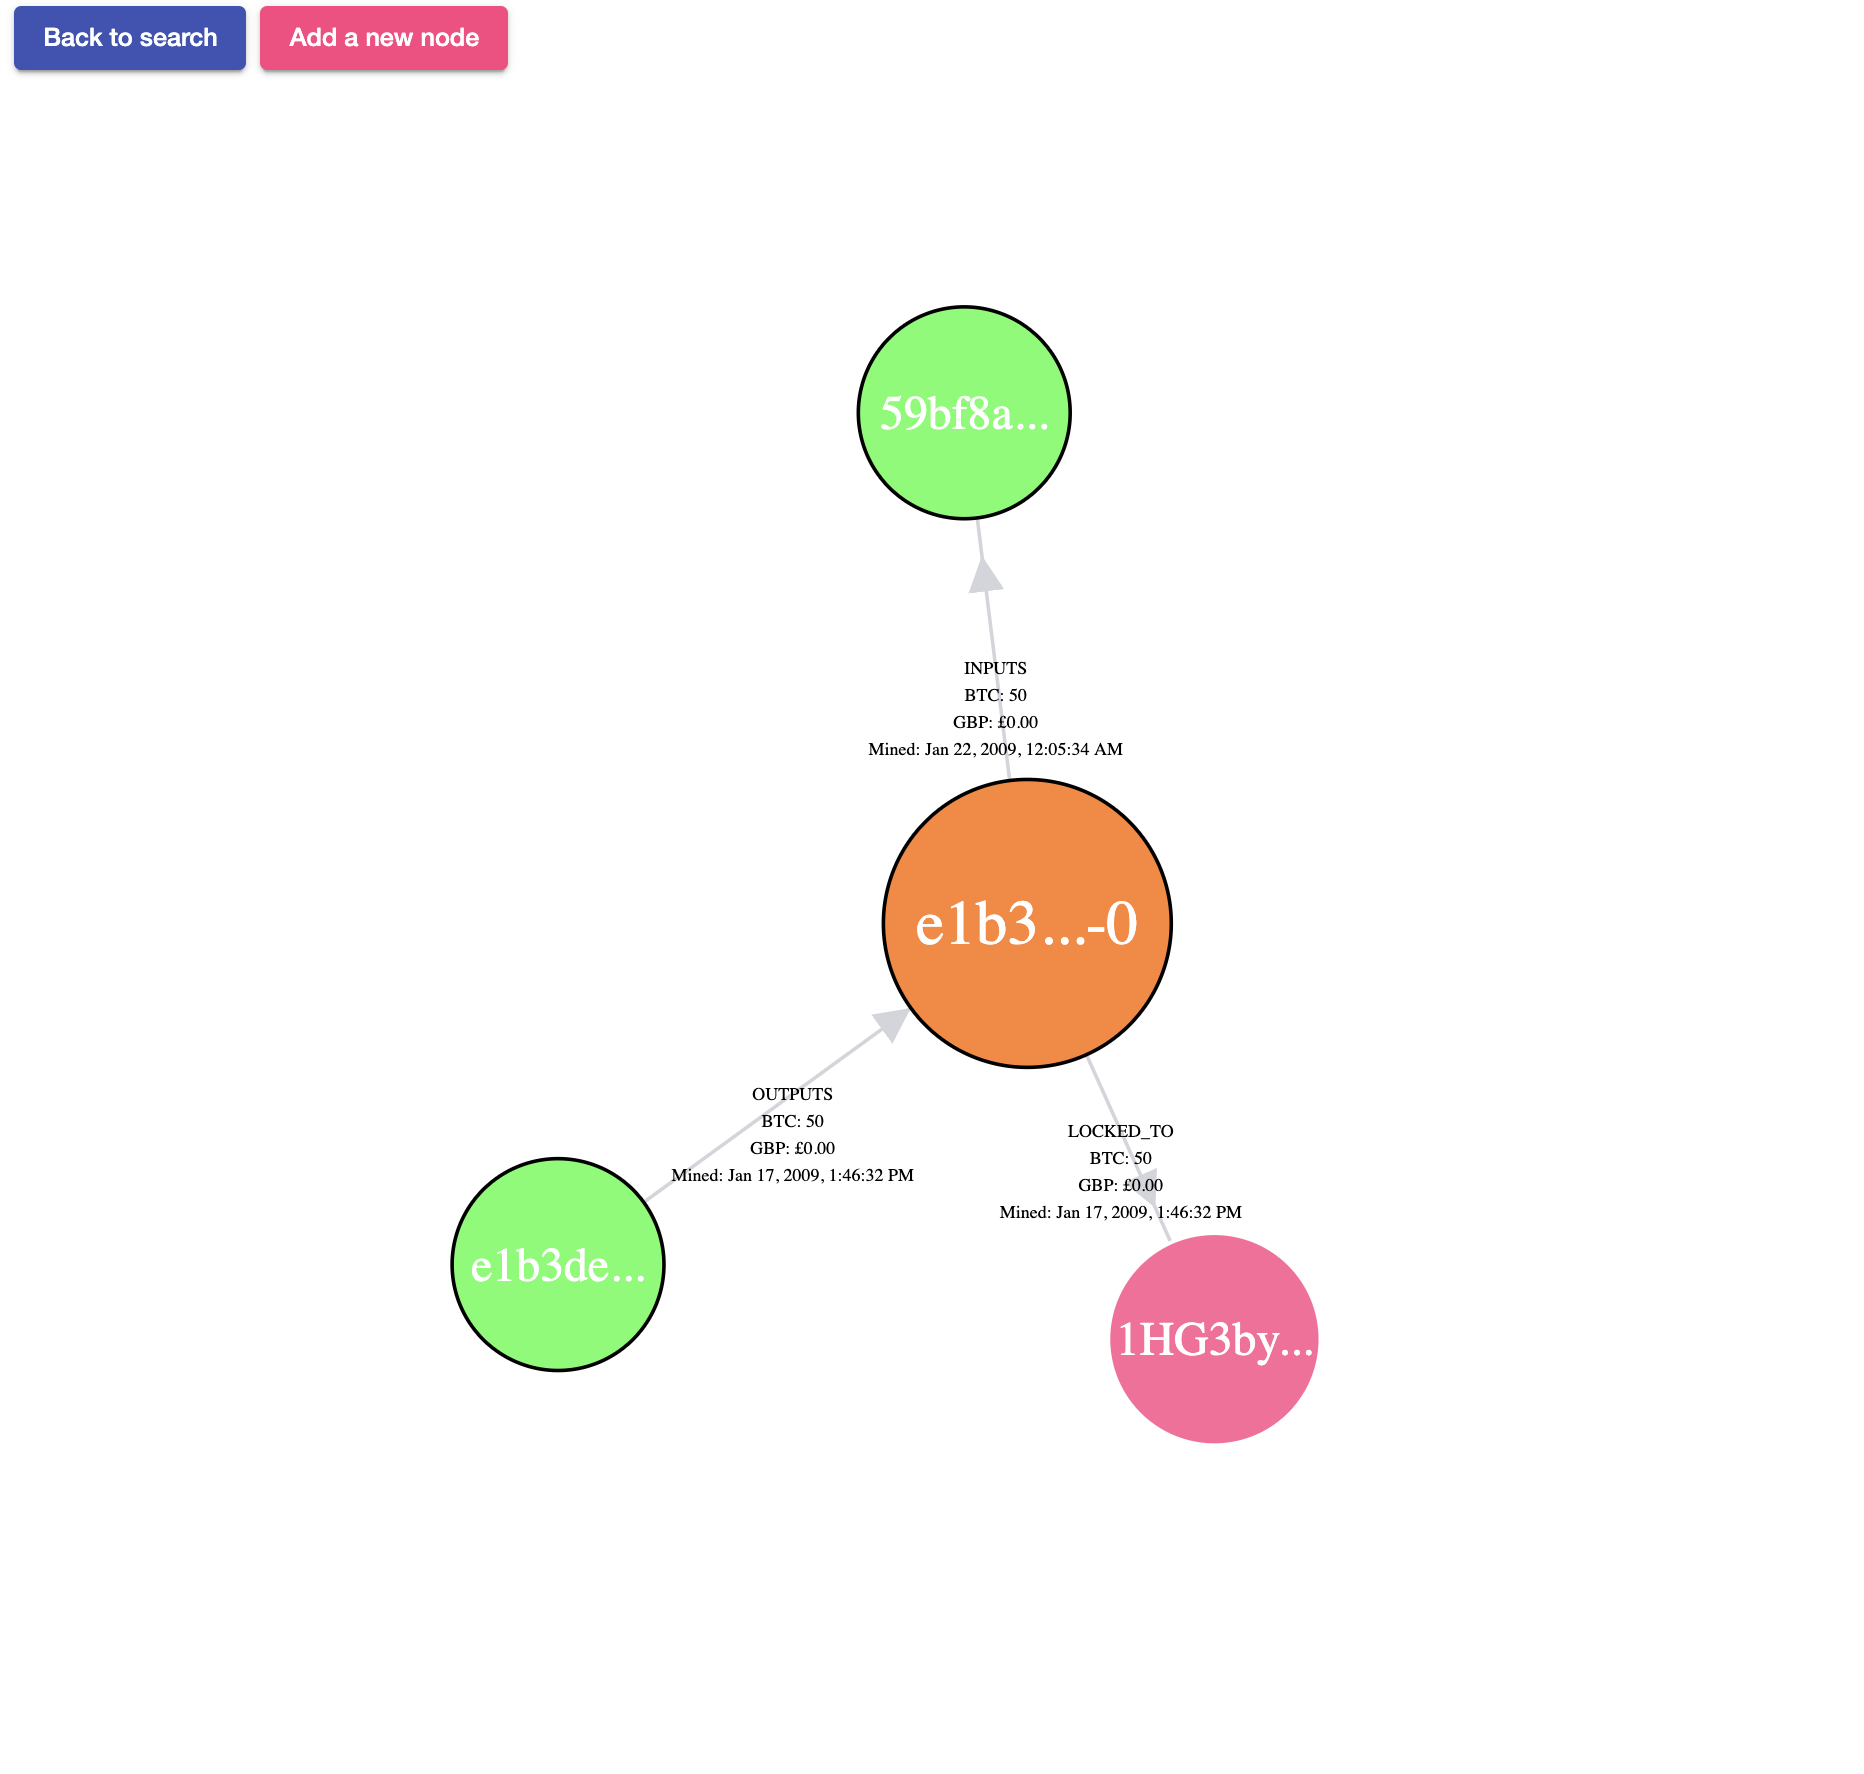 Back to search
Add a new node
59bf8a...
INPUTS
BTC: 50
GBP: £0.00
Mined: Jan 22, 2009, 12:05:34 AM
e1b3...-0
OUTPUTS
BTC: 50
GBP: £0.00
Mined: Jan 17, 2009, 1:46:32 PM
LOCKED_TO
BTC: 50
GBP: £0.00
Mined: Jan 17, 2009, 1:46:32 PM
e1b3de...
1HG3by...